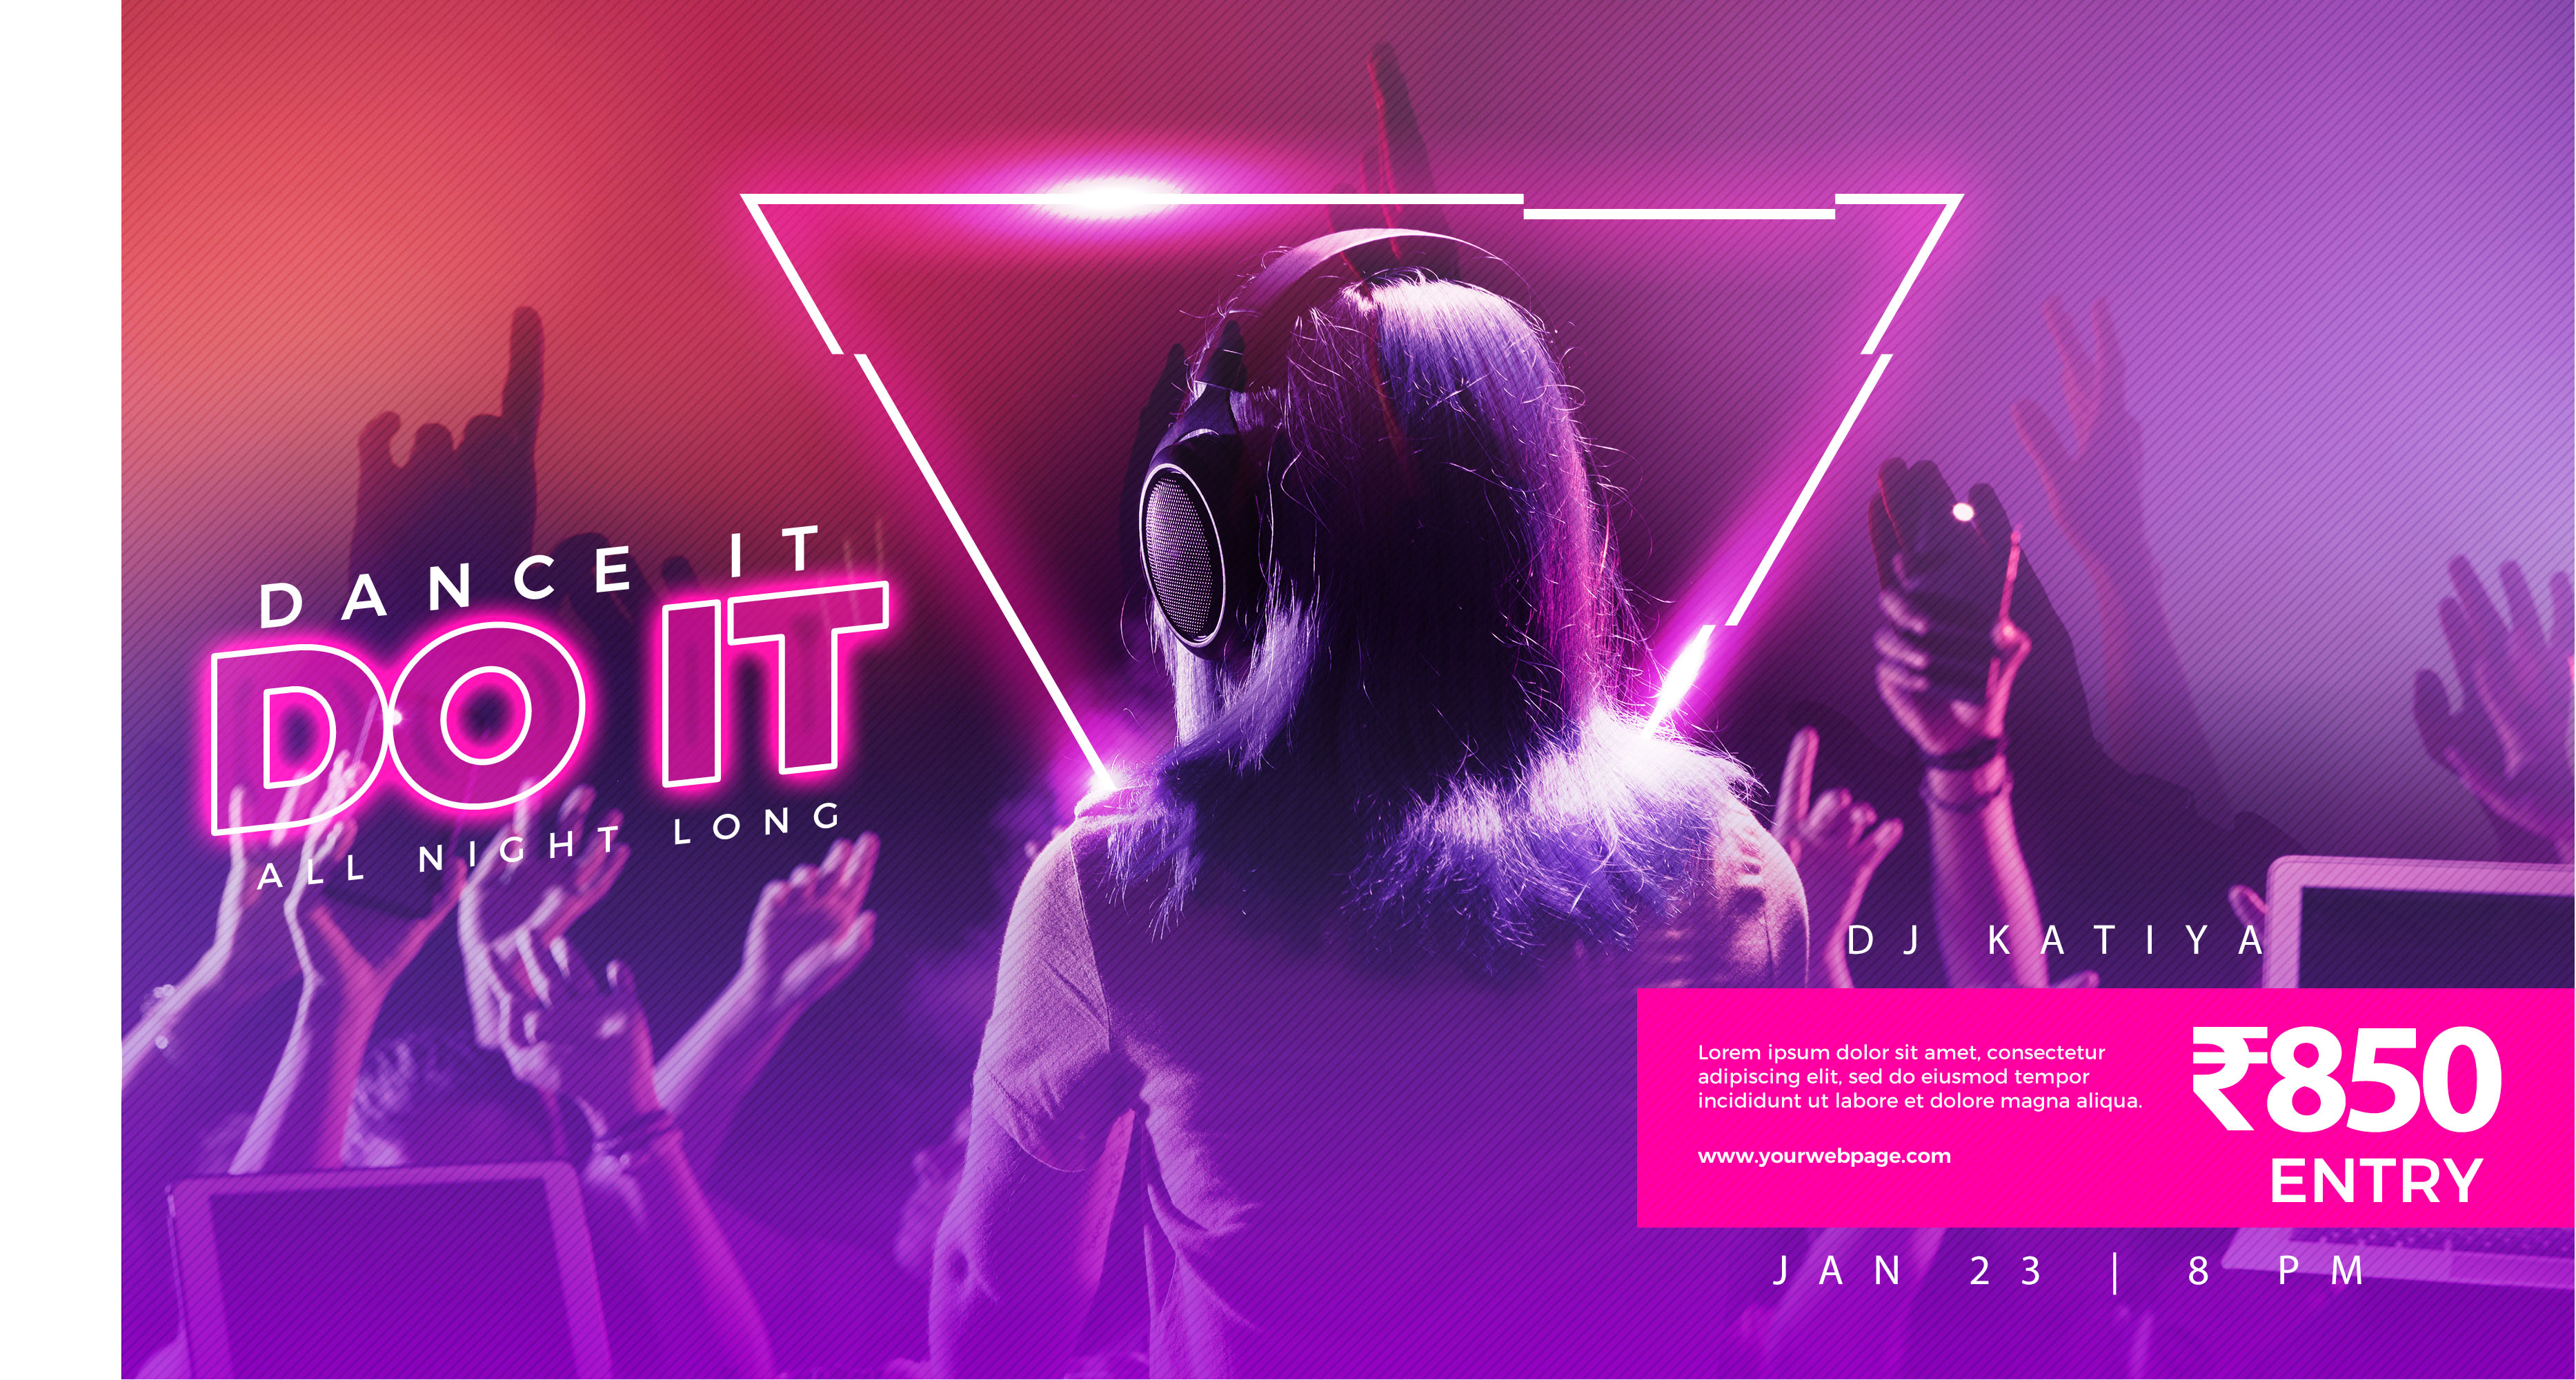 DANCE IT
DO IT
ALL NIGHT LONG
DJ KATIYA
Lorem ipsum dolor sit amet, consectetur
adipiscing elit, sed do eiusmod tempor
incididunt ut labore et dolore magna aliqua.
www.yourwebpage.com
₹850
ENTRY
JAN 23 | 8 PM